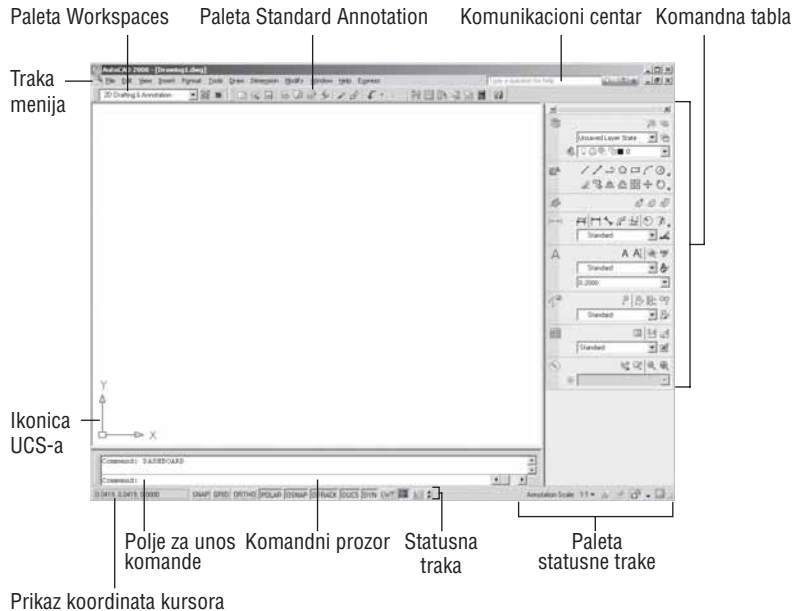 Paleta Workspaces
Paleta Standard Annotation
Komunikacioni centar
Komandna tabla
Traka
menija
AutoCAD 2008 - [Drawing1.dwg]
File Edit View Insert Format Tools Draw Dimension Modify Window Help Express
Type a question for help
2D Drafting & Annotation
Unsaved Layer State
0
Standard
A
Standard
0.2000
Standard
Standard
Y
X
Ikonica
UCS-a
Command: DASHBOARD
Command:
0.0000
SNAP GRID ORTHO POLAR OSNAP OTRACK DUCS DYN LWT
Annotation Scale: 1:1
Polje za unos
komande
Komandni prozor
Statusna
traka
Paleta
statusne trake
Prikaz koordinata kursora